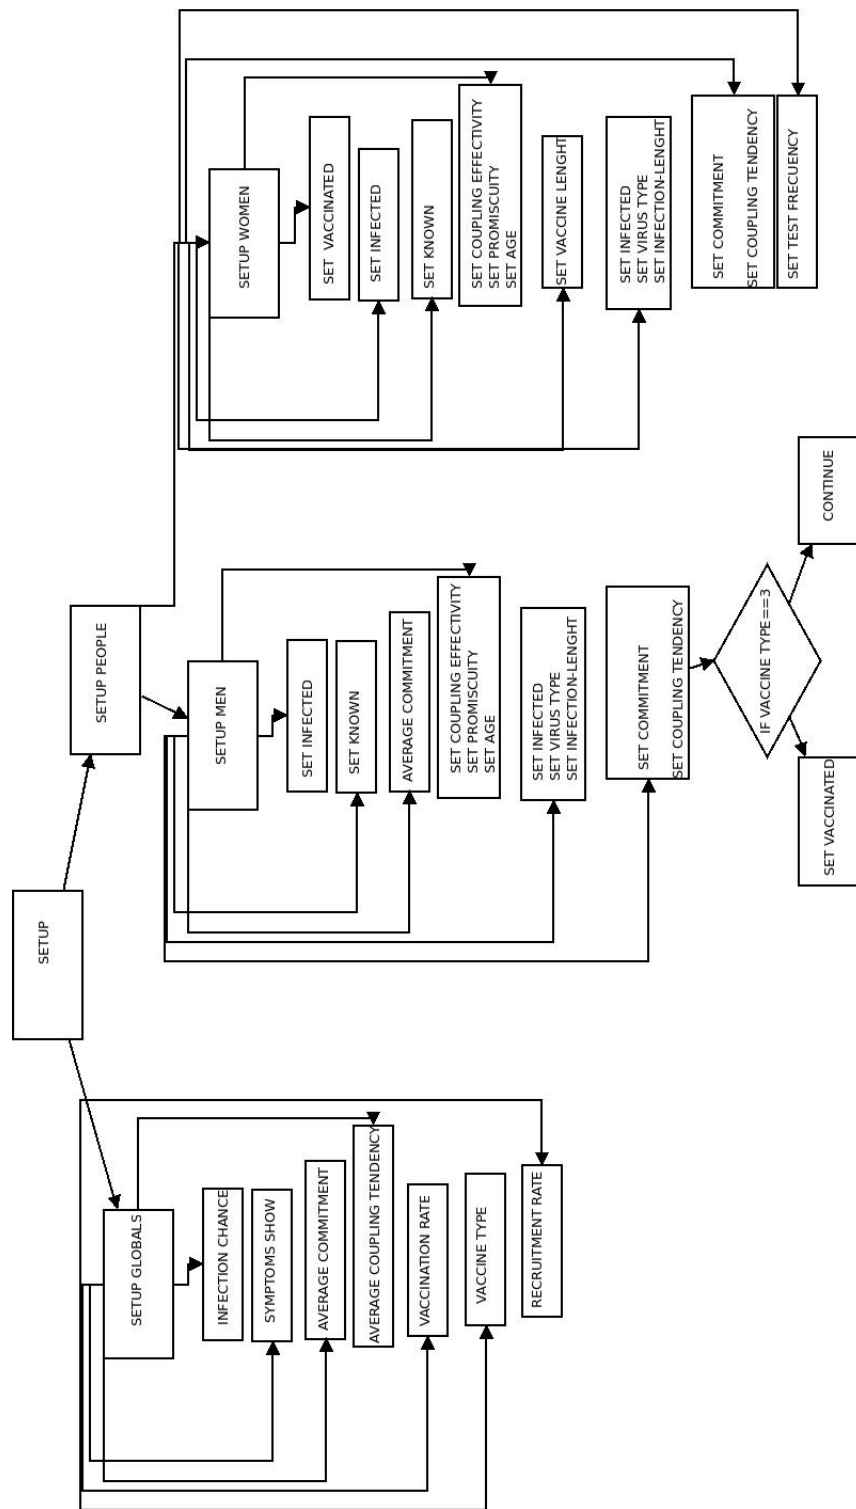 SETUP
SETUP GLOBALS
INFECTION CHANCE
SYMPTOMS SHOW
AVERAGE COMMITMENT
AVERAGE COUPLING TENDENCY
VACCINATION RATE
VACCINE TYPE
RECRUITMENT RATE
SETUP PEOPLE
SETUP MEN
SET INFECTED
SET KNOWN
AVERAGE COMMITMENT
SET COUPLING EFFECTIVITY
SET PROMISCUITY
SET AGE
SET INFECTED
SET VIRUS TYPE
SET INFECTION-LENGHT
SET COMMITMENT
SET COUPLING TENDENCY
IF VACCINE TYPE==3
SET VACCINATED
CONTINUE
SETUP WOMEN
SET VACCINATED
SET INFECTED
SET KNOWN
SET COUPLING EFFECTIVITY
SET PROMISCUITY
SET AGE
SET VACCINE LENGHT
SET INFECTED
SET VIRUS TYPE
SET INFECTION-LENGHT
SET COMMITMENT
SET COUPLING TENDENCY
SET TEST FRECUENCY